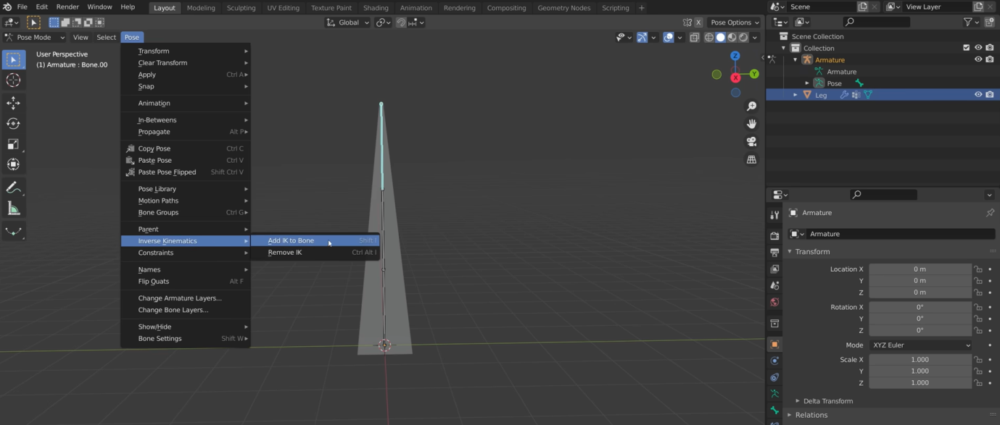 File Edit Render Window Help Layout Modeling Sculpting UV Editing Texture Paint Shading Animation Rendering Compositing Geometry Nodes Scripting + Scene View Layer
Global X Pose Options
Pose Mode View Select Pose
User Perspective
(1) Armature : Bone.00
Transform
Clear Transform
Apply Ctrl A
Snap
Animation
In-Betweens
Propagate Alt P
Copy Pose Ctrl C
Paste Pose Ctrl V
Paste Pose Flipped Shift Ctrl V
Pose Library
Motion Paths
Bone Groups Ctrl G
Parent
Inverse Kinematics
Constraints
Names
Flip Quats Alt F
Change Armature Layers...
Change Bone Layers...
Show/Hide
Bone Settings Shift W
Add IK to Bone Shift I
Remove IK Ctrl Alt I
Z
Y
X
Scene Collection
Collection
Armature
Armature
Pose
Leg
Armature
Armature
Transform
Location X 0 m
Y 0 m
Z 0 m
Rotation X 0°
Y 0°
Z 0°
Mode XYZ Euler
Scale X 1.000
Y 1.000
Z 1.000
Delta Transform
Relations